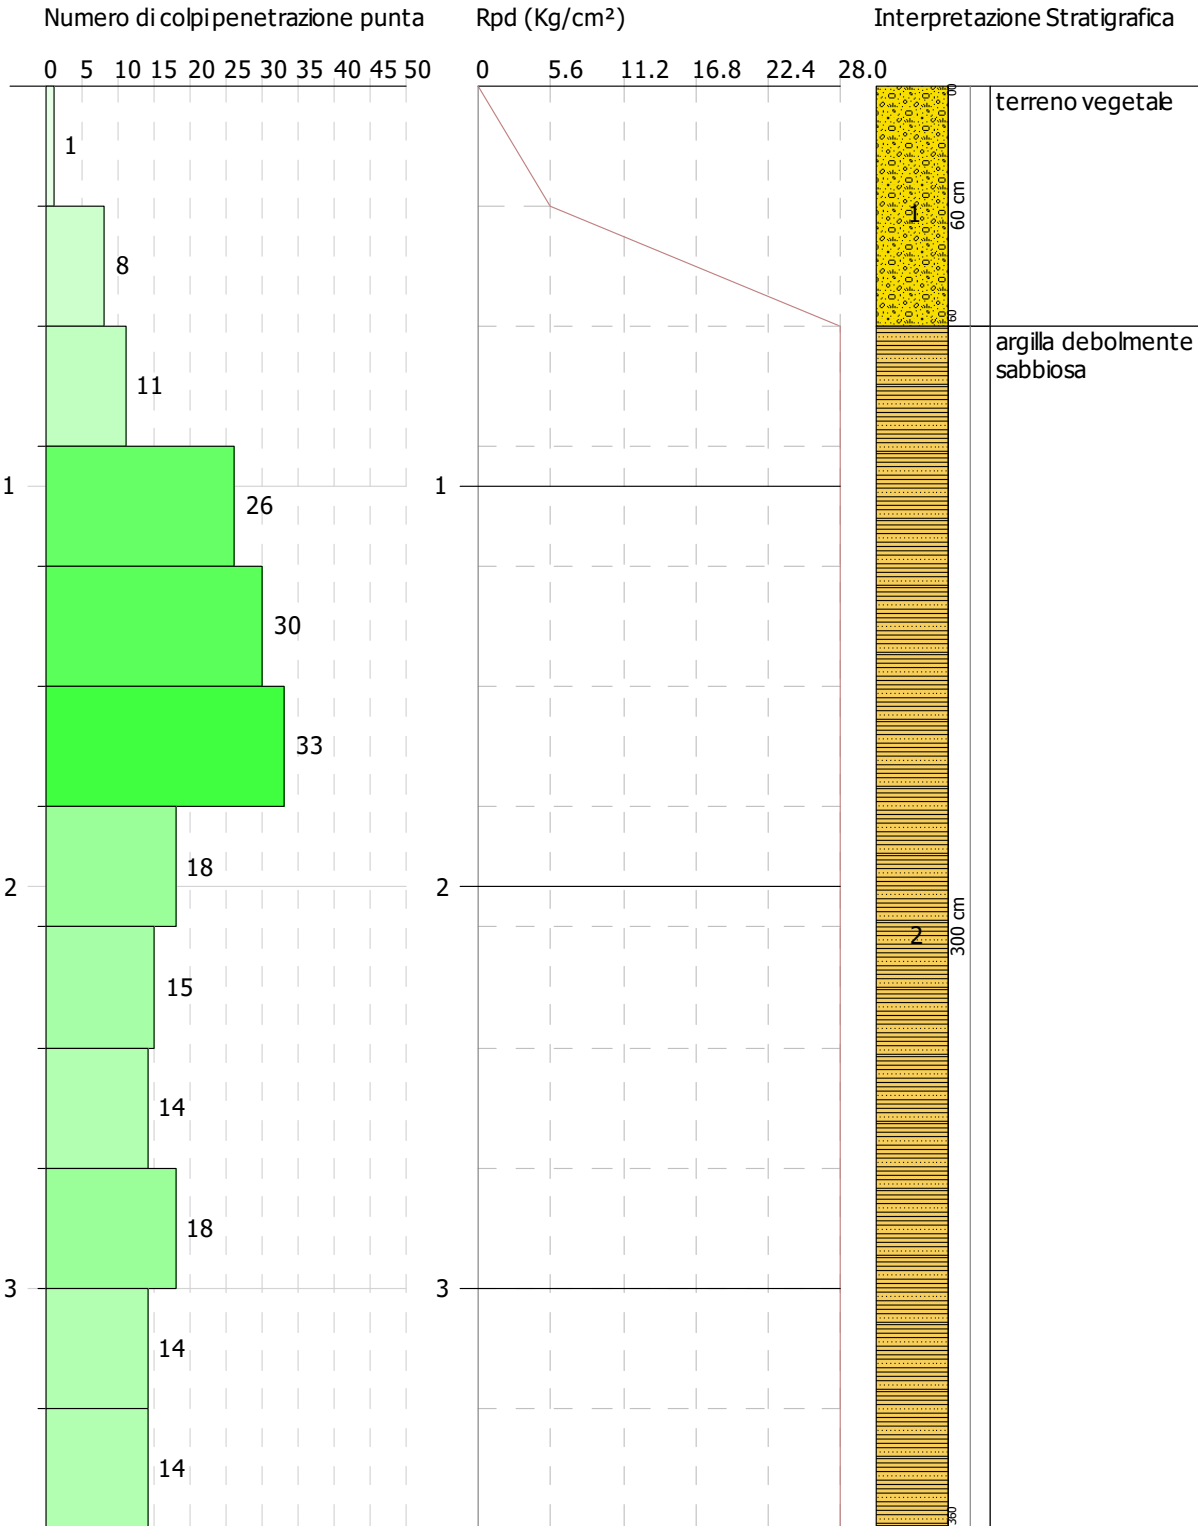 Numero di colpi penetrazione punta
Rpd (Kg/cm²)
Interpretazione Stratigrafica
0 5 10 15 20 25 30 35 40 45 50
0 5.6 11.2 16.8 22.4 28.0
1
8
11
26
30
33
18
15
14
18
14
14
1
2
3
1
2
3
00
1
60 cm
60
2
300 cm
360
terreno vegetale
argilla debolmente
sabbiosa